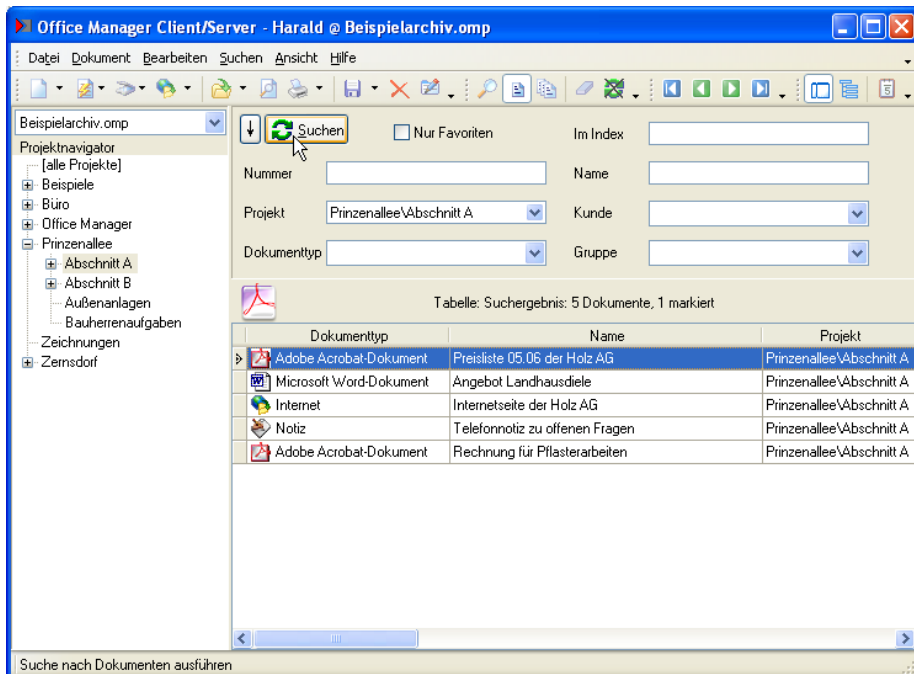 Office Manager Client/Server - Harald @ Beispielarchiv.omp
Datei Dokument Bearbeiten Suchen Ansicht Hilfe
Beispielarchiv.omp
Projektnavigator
[alle Projekte]
Beispiele
Büro
Office Manager
Prinzenallee
Abschnitt A
Abschnitt B
Außenanlagen
Bauherrenaufgaben
Zeichnungen
Zernsdorf
Suchen
Nur Favoriten
Im Index
Nummer
Name
Projekt Prinzenallee\Abschnitt A
Kunde
Dokumenttyp
Gruppe
Tabelle: Suchergebnis: 5 Dokumente, 1 markiert
Dokumenttyp Name Projekt
Adobe Acrobat-Dokument Preisliste 05.06 der Holz AG Prinzenallee\Abschnitt A
Microsoft Word-Dokument Angebot Landhausdiele Prinzenallee\Abschnitt A
Internet Internetseite der Holz AG Prinzenallee\Abschnitt A
Notiz Telefonnotiz zu offenen Fragen Prinzenallee\Abschnitt A
Adobe Acrobat-Dokument Rechnung für Pflasterarbeiten Prinzenallee\Abschnitt A
Suche nach Dokumenten ausführen